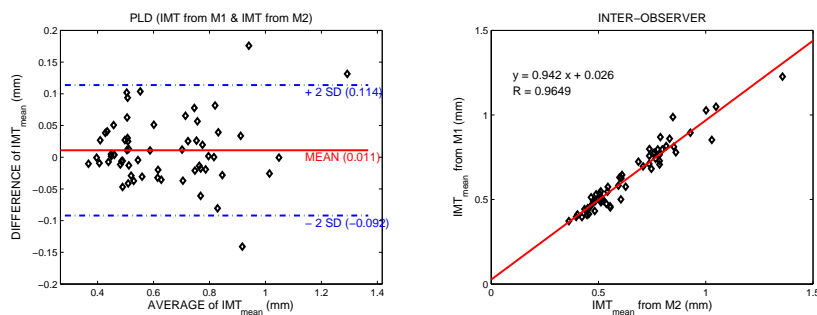 PLD (IMT from M1 & IMT from M2)
DIFFERENCE of IMTmean (mm)
0.2
0.15
0.1
0.05
0
−0.05
−0.1
−0.15
−0.2
+ 2 SD (0.114)
MEAN (0.011)
− 2 SD (−0.092)
0.4 0.6 0.8 1 1.2 1.4
AVERAGE of IMTmean (mm)
INTER−OBSERVER
IMTmean from M1 (mm)
1.5
1
0.5
0
y = 0.942 x + 0.026
R = 0.9649
0 0.5 1 1.5
IMTmean from M2 (mm)